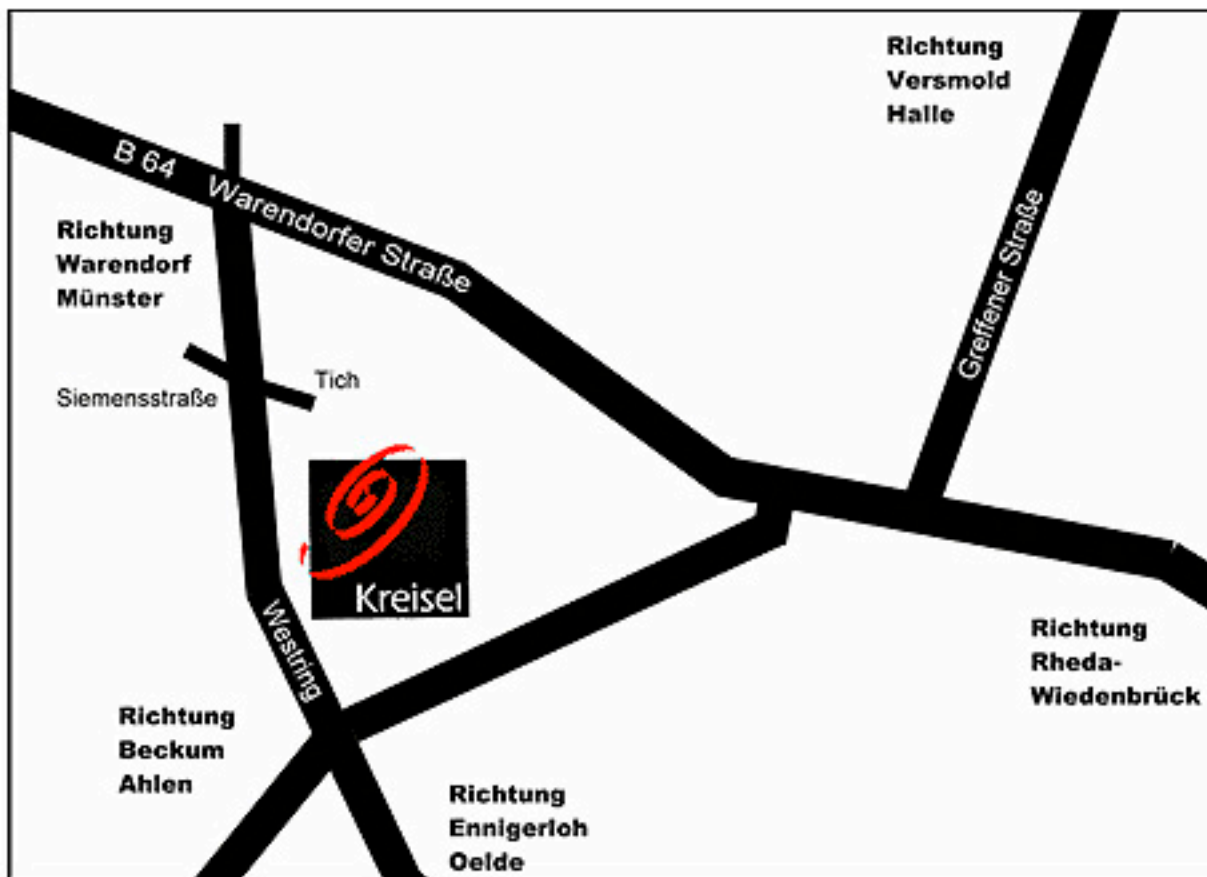 Richtung
Versmold
Halle
B 64 Warendorfer Straße
Richtung
Warendorf
Münster
Greffener Straße
Siemensstraße
Tich
Kreisel
Westring
Richtung
Rheda-
Wiedenbrück
Richtung
Beckum
Ahlen
Richtung
Ennigerloh
Oelde